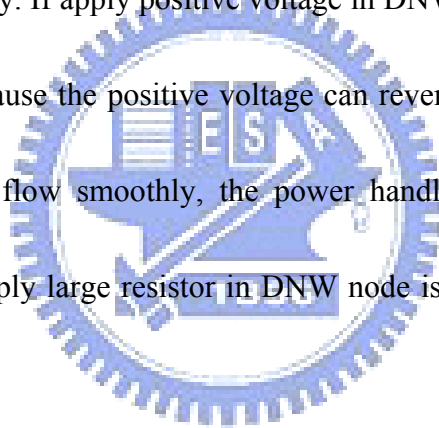 y. If apply positive voltage in DNW
ause the positive voltage can rever
flow smoothly, the power handl
ply large resistor in DNW node is
E S A